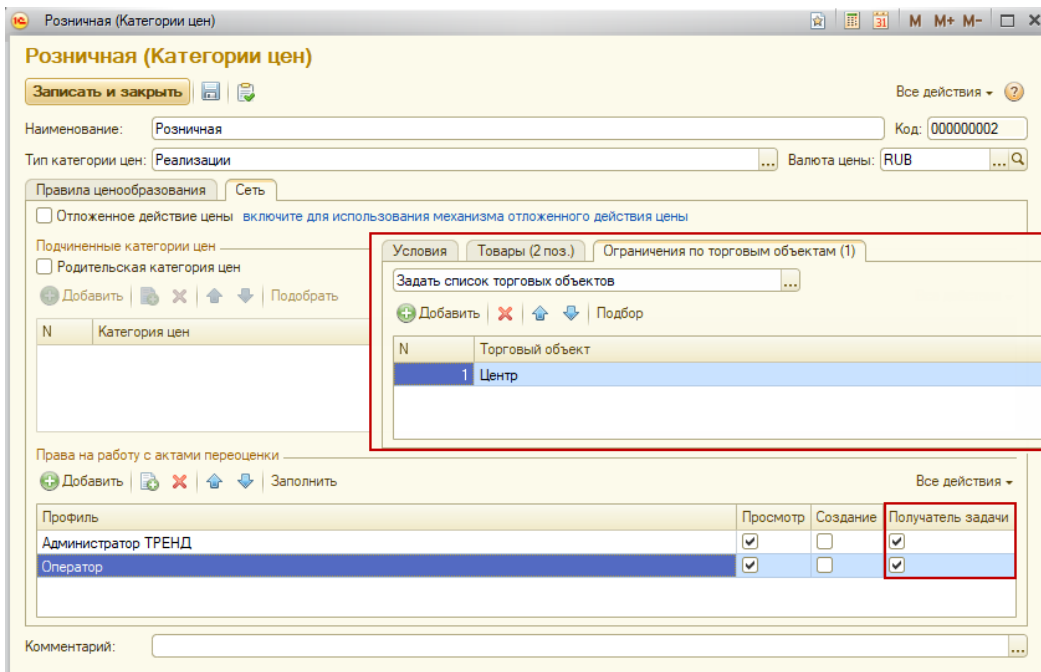 Розничная (Категории цен)
M M+ M-
Розничная (Категории цен)
Записать и закрыть
Все действия
Наименование: Розничная Код: 000000002
Тип категории цен: Реализации ... Валюта цены: RUB ...
Правила ценообразования Сеть
Отложенное действие цены включите для использования механизма отложенного действия цены
Подчиненные категории цен
Родительская категория цен
Добавить Подобрать
N Категория цен
Условия Товары (2 поз.) Ограничения по торговым объектам (1)
Задать список торговых объектов ...
Добавить Подбор
N Торговый объект
1 Центр
Права на работу с актами переоценки
Добавить Заполнить Все действия
Профиль Просмотр Создание Получатель задачи
Администратор ТРЕНД
Оператор
Комментарий: ...